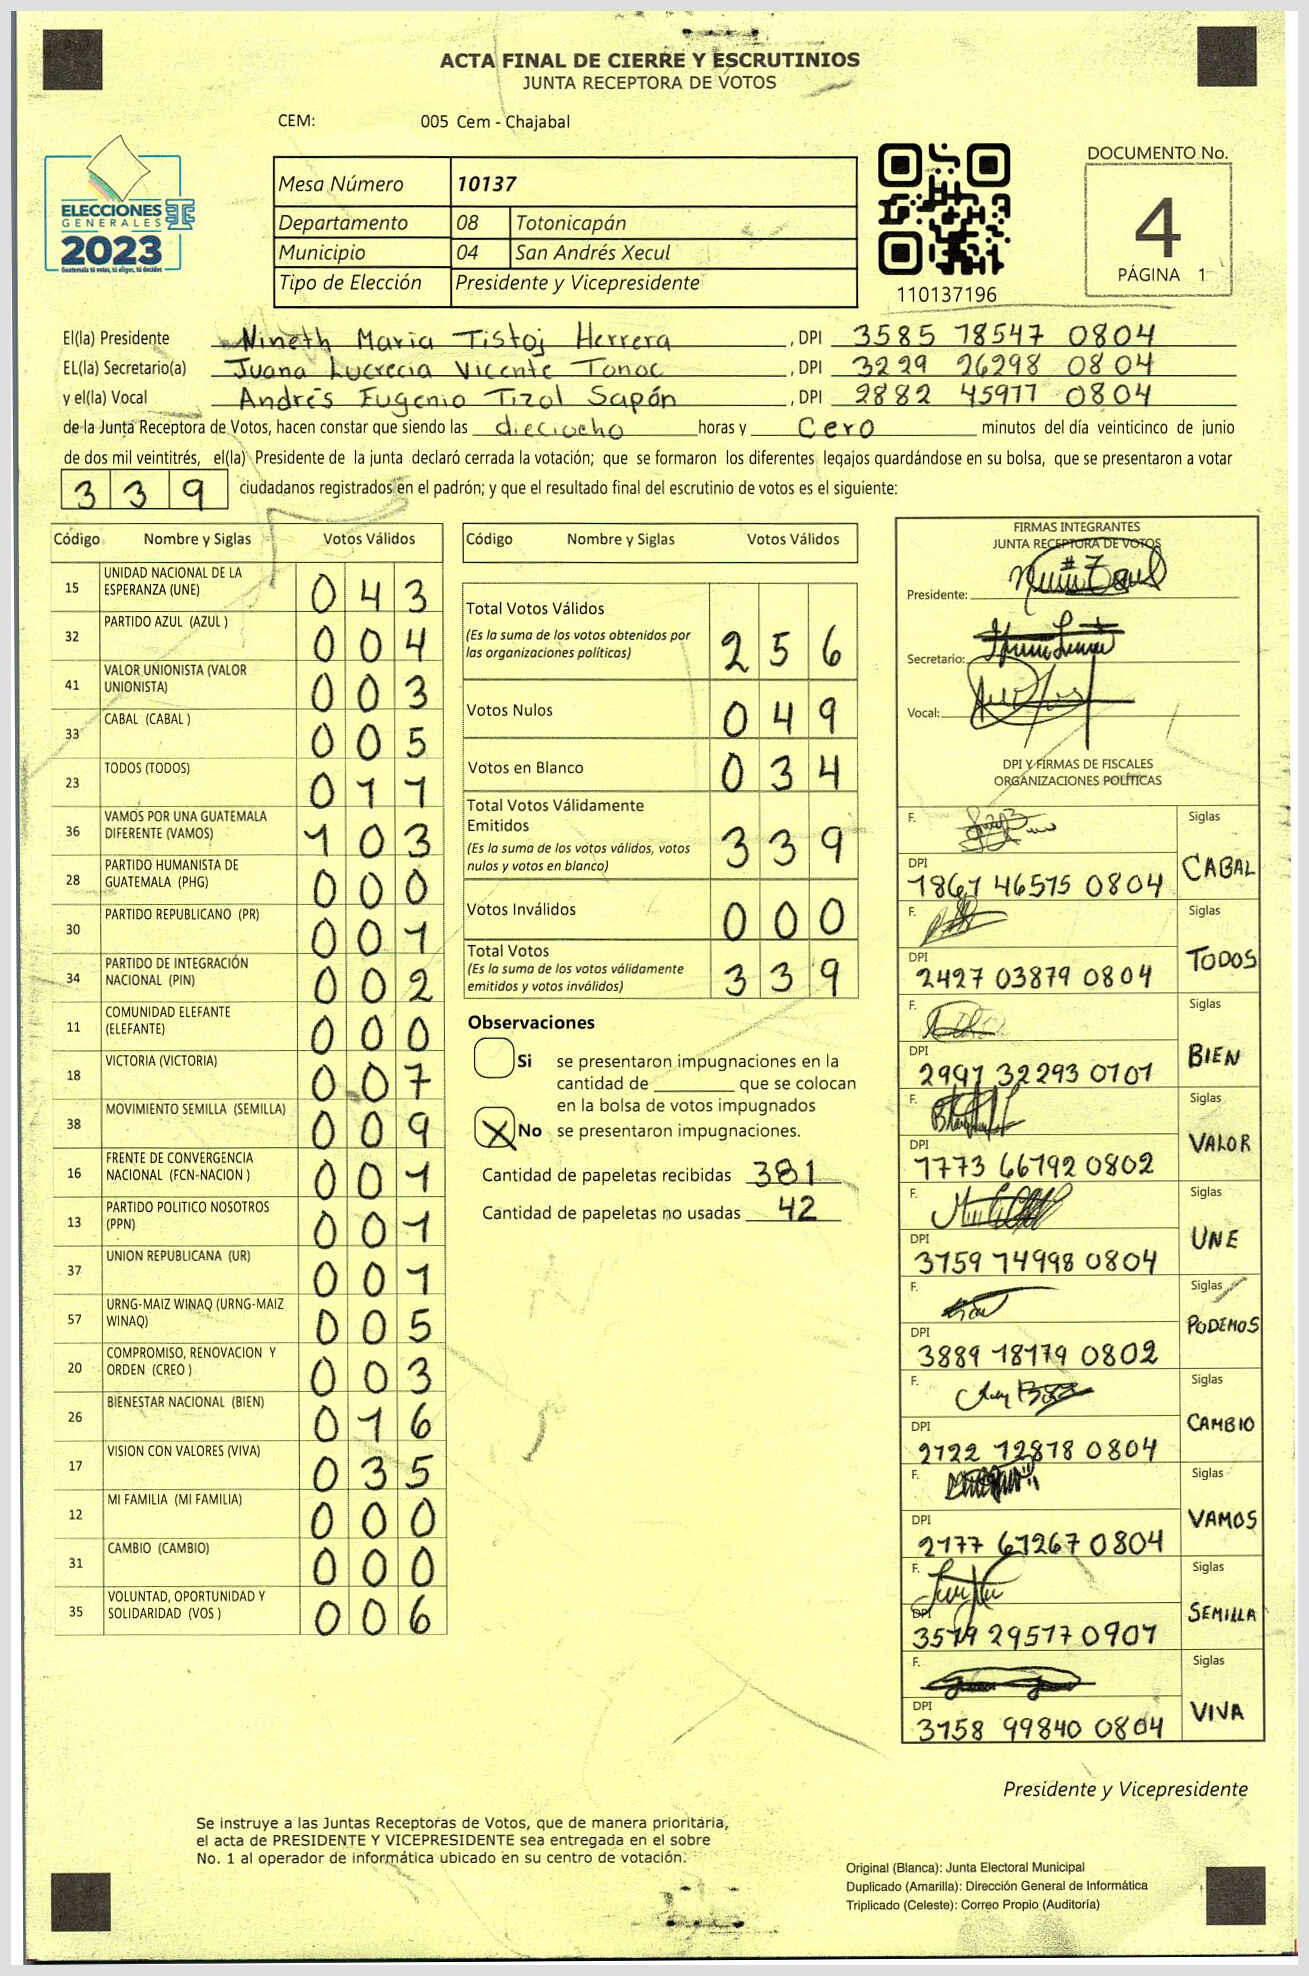 ACTA FINAL DE CIERRE Y ESCRUTINIOS
JUNTA RECEPTORA DE VOTOS
CEM: 005 Cem - Chajabal
ELECCIONES
GENERALES
2023
Guatemala tú votas, tú eliges, tú decides
Mesa Número 10137
Departamento 08 Totonicapán
Municipio 04 San Andrés Xecul
Tipo de Elección Presidente y Vicepresidente
110137196
DOCUMENTO No.
4
PÁGINA 1
El(la) Presidente Nineth Maria Tistoj Herrera , DPI 3585 78547 0804
EL(la) Secretario(a) Juana Lucrecia Vicente Tonoc , DPI 3229 26298 0804
y el(la) Vocal Andrés Eugenio Tizol Sapón , DPI 2882 45977 0804
de la Junta Receptora de Votos, hacen constar que siendo las dieciocho horas y Cero minutos del día veinticinco de junio
de dos mil veintitrés, el(la) Presidente de la junta declaró cerrada la votación; que se formaron los diferentes legajos guardándose en su bolsa, que se presentaron a votar
339 ciudadanos registrados en el padrón; y que el resultado final del escrutinio de votos es el siguiente:
Código Nombre y Siglas Votos Válidos
15 UNIDAD NACIONAL DE LA
ESPERANZA (UNE) 043
32 PARTIDO AZUL (AZUL ) 004
41 VALOR UNIONISTA (VALOR
UNIONISTA) 003
33 CABAL (CABAL ) 005
23 TODOS (TODOS) 011
36 VAMOS POR UNA GUATEMALA
DIFERENTE (VAMOS) 103
28 PARTIDO HUMANISTA DE
GUATEMALA (PHG) 000
30 PARTIDO REPUBLICANO (PR) 001
34 PARTIDO DE INTEGRACIÓN
NACIONAL (PIN) 002
11 COMUNIDAD ELEFANTE
(ELEFANTE) 000
18 VICTORIA (VICTORIA) 007
38 MOVIMIENTO SEMILLA (SEMILLA) 009
16 FRENTE DE CONVERGENCIA
NACIONAL (FCN-NACION ) 001
13 PARTIDO POLITICO NOSOTROS
(PPN) 001
37 UNION REPUBLICANA (UR) 001
57 URNG-MAIZ WINAQ (URNG-MAIZ
WINAQ) 005
20 COMPROMISO, RENOVACION Y
ORDEN (CREO ) 003
26 BIENESTAR NACIONAL (BIEN) 016
17 VISION CON VALORES (VIVA) 035
12 MI FAMILIA (MI FAMILIA) 000
31 CAMBIO (CAMBIO) 000
35 VOLUNTAD, OPORTUNIDAD Y
SOLIDARIDAD (VOS ) 006
Código Nombre y Siglas Votos Válidos
Total Votos Válidos
(Es la suma de los votos obtenidos por
las organizaciones políticas) 256
Votos Nulos 049
Votos en Blanco 034
Total Votos Válidamente
Emitidos
(Es la suma de los votos válidos, votos
nulos y votos en blanco) 339
Votos Inválidos 000
Total Votos
(Es la suma de los votos válidamente
emitidos y votos inválidos) 339
Observaciones
Si se presentaron impugnaciones en la
cantidad de ________ que se colocan
en la bolsa de votos impugnados
X No se presentaron impugnaciones.
Cantidad de papeletas recibidas 381
Cantidad de papeletas no usadas 42
FIRMAS INTEGRANTES
JUNTA RECEPTORA DE VOTOS
Presidente:
Secretario:
Vocal:
DPI Y FIRMAS DE FISCALES
ORGANIZACIONES POLÍTICAS
F. Siglas
DPI CABAL
1867 46575 0804
F. Siglas
DPI TODOS
2427 03879 0804
F. Siglas
DPI BIEN
2991 32293 0101
F. Siglas
DPI VALOR
1773 66192 0802
F. Siglas
DPI UNE
3159 74998 0804
F. Siglas
DPI PODEMOS
3889 18179 0802
F. Siglas
DPI CAMBIO
2122 72878 0804
F. Siglas
DPI VAMOS
2177 61267 0804
F. Siglas
DPI SEMILLA
3519 29517 0901
F. Siglas
DPI VIVA
3158 99840 0804
Presidente y Vicepresidente
Se instruye a las Juntas Receptoras de Votos, que de manera prioritaria,
el acta de PRESIDENTE Y VICEPRESIDENTE sea entregada en el sobre
No. 1 al operador de informática ubicado en su centro de votación.
Original (Blanca): Junta Electoral Municipal
Duplicado (Amarilla): Dirección General de Informática
Triplicado (Celeste): Correo Propio (Auditoría)